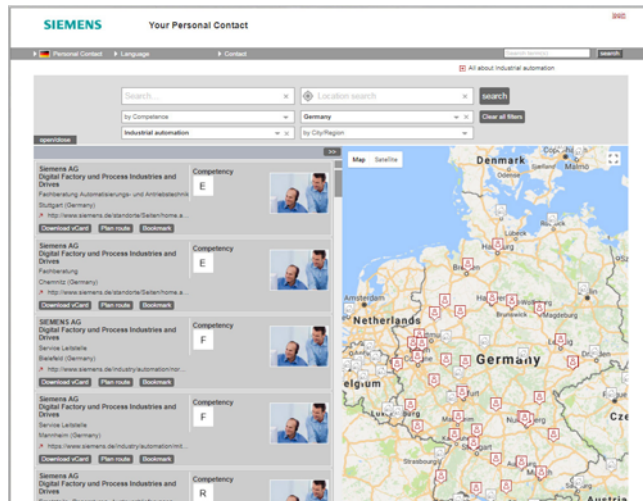 SIEMENS
Your Personal Contact
Personal Contact
Language
Contact
search
All about industrial automation
Search...
Location search
search
by Competence
Germany
Clear all filters
Industrial automation
by City/Region
open/close
>>
Siemens AG
Digital Factory und Process Industries and
Drives
Fachberatung Automatisierungs- und Antriebstechnik
Stuttgart (Germany)
http://www.siemens.de/standorte/Seiten/home.a...
Download vCard
Plan route
Bookmark
Competency
E
Siemens AG
Digital Factory und Process Industries and
Drives
Fachberatung
Chemnitz (Germany)
http://www.siemens.de/standorte/Seiten/home.a...
Download vCard
Plan route
Bookmark
Competency
E
SIEMENS AG
Digital Factory und Process Industries and
Drives
Service Leitstelle
Bielefeld (Germany)
http://www.siemens.de/industry/automation/nor...
Download vCard
Plan route
Bookmark
Competency
F
Siemens AG
Digital Factory und Process Industries and
Drives
Service Leitstelle
Mannheim (Germany)
https://www.siemens.de/industry/automation/mit...
Download vCard
Plan route
Bookmark
Competency
F
Siemens AG
Digital Factory und Process Industries and
Drives
Competency
R
Map
Satellite
Denmark
Odense
Malmö
Lübeck
Amsterdam
Netherlands
Brunswick
Magdeburg
Germany
Strasbourg
Austria